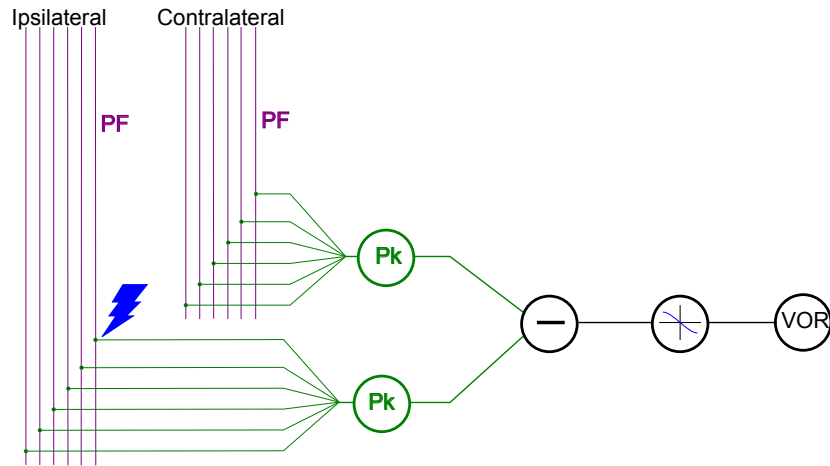 Ipsilateral
Contralateral
PF
PF
Pk
Pk
VOR